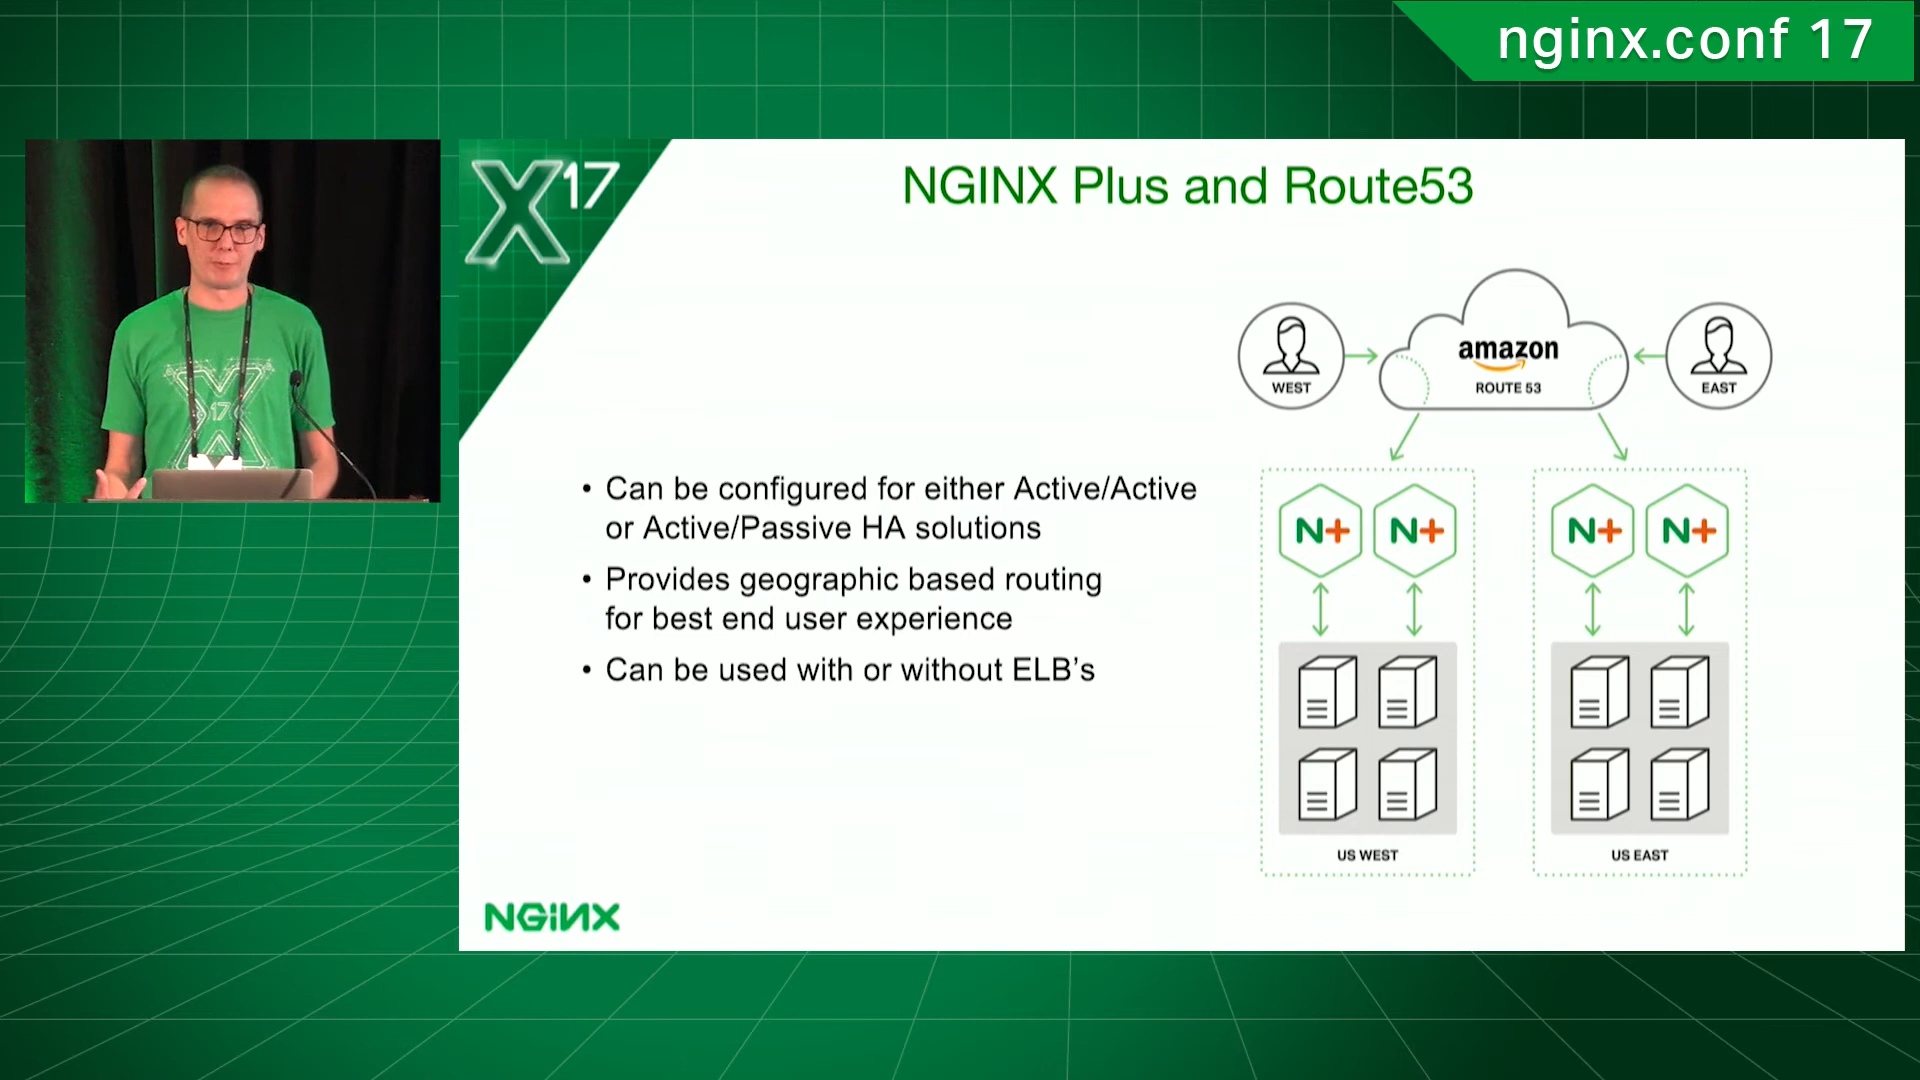 nginx.conf 17
X17
NGINX Plus and Route53
WEST
amazon
ROUTE 53
EAST
• Can be configured for either Active/Active
or Active/Passive HA solutions
• Provides geographic based routing
for best end user experience
• Can be used with or without ELB’s
N+ N+ N+ N+
US WEST
US EAST
NGINX
X
17